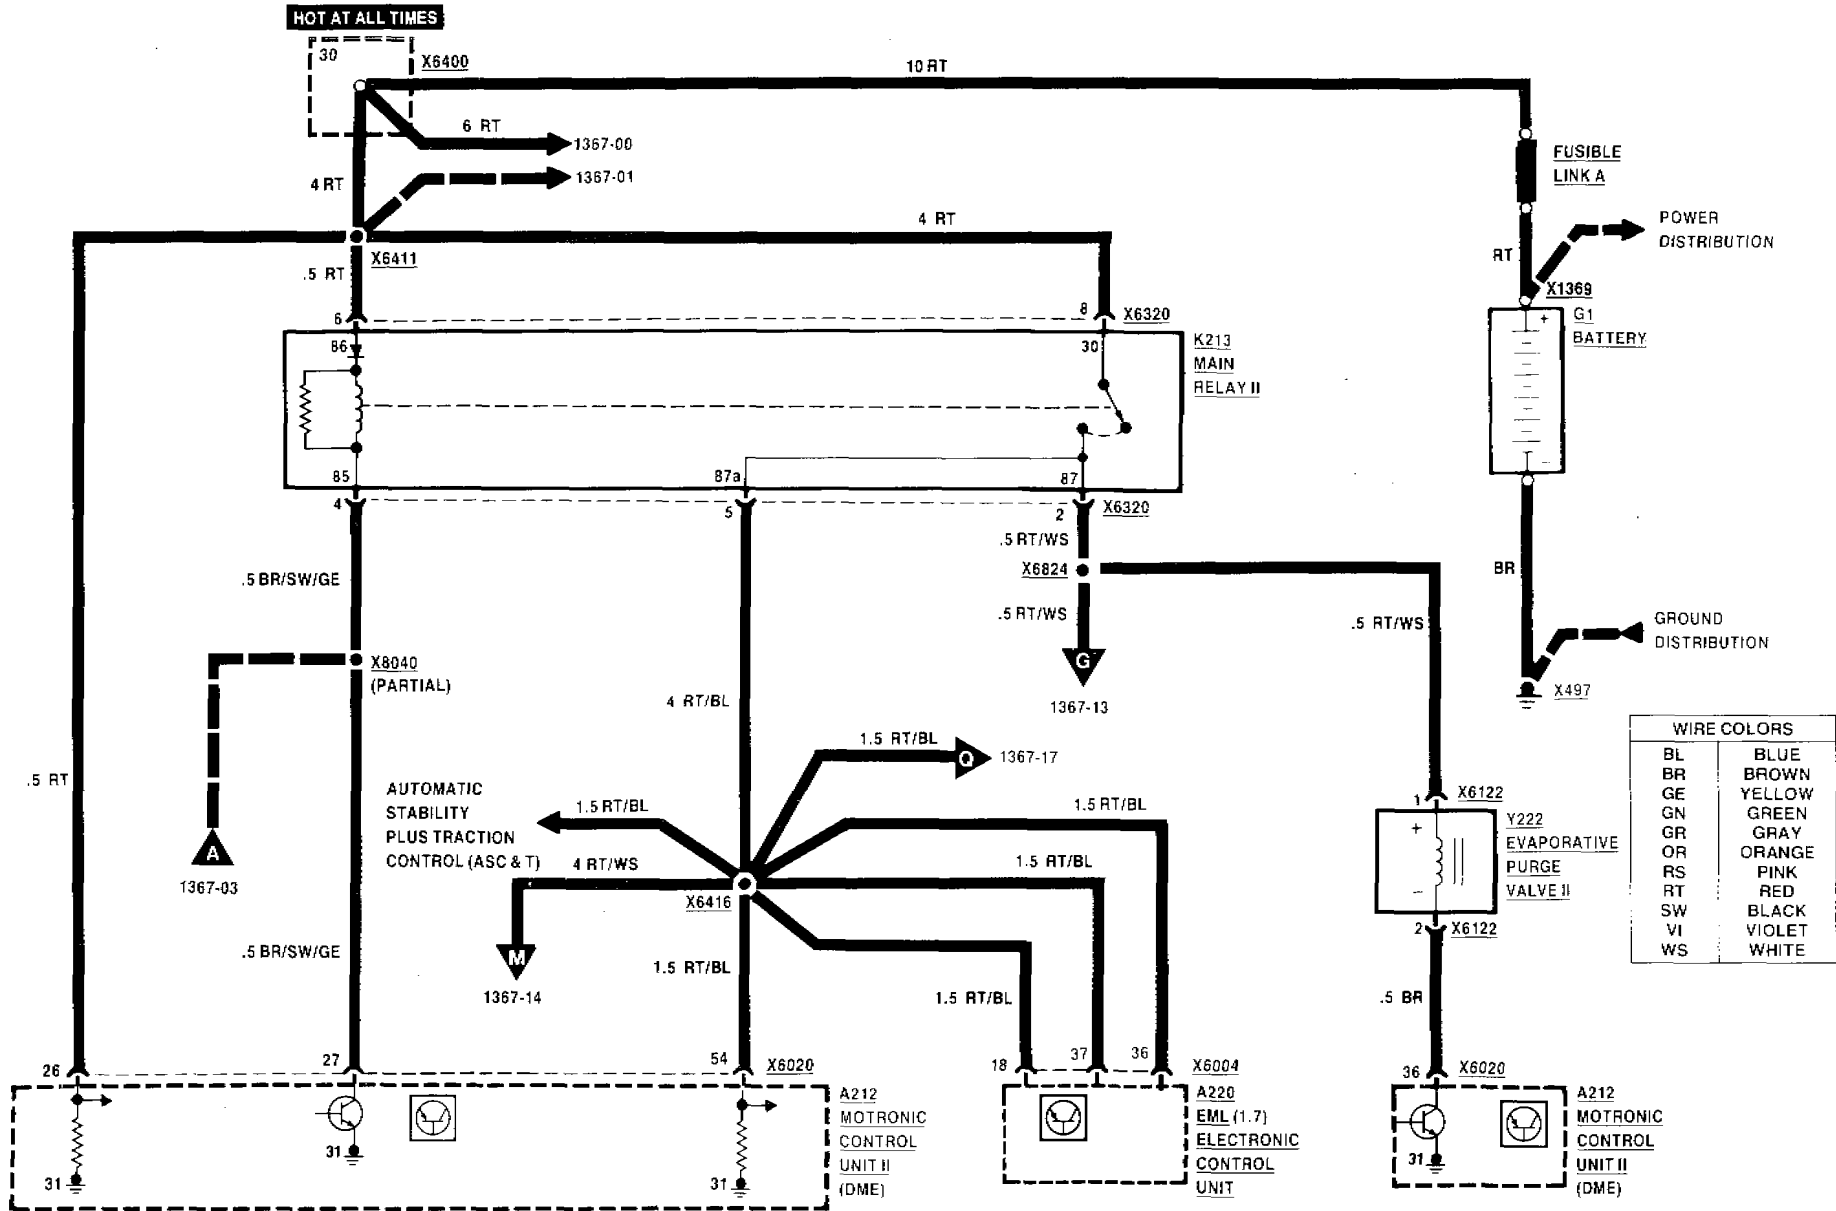 HOT AT ALL TIMES
30
X6400
10 RT
6 RT
1367-00
4 RT
1367-01
FUSIBLE
LINK A
4 RT
POWER
DISTRIBUTION
X6411
.5 RT
RT
X1369
6
8
X6320
G1
BATTERY
+
86
30
K213
MAIN
RELAY II
85
87a
87
4
5
2
X6320
.5 RT/WS
X6824
.5 BR/SW/GE
BR
.5 RT/WS
.5 RT/WS
GROUND
DISTRIBUTION
X8040
(PARTIAL)
G
X497
4 RT/BL
1367-13
WIRE COLORS
BL BLUE
BR BROWN
GE YELLOW
GN GREEN
GR GRAY
OR ORANGE
RS PINK
RT RED
SW BLACK
VI VIOLET
WS WHITE
1.5 RT/BL
Q
1367-17
.5 RT
AUTOMATIC
STABILITY
PLUS TRACTION
CONTROL (ASC & T)
1.5 RT/BL
1.5 RT/BL
1
X6122
+
−
Y222
EVAPORATIVE
PURGE
VALVE II
A
1367-03
4 RT/WS
1.5 RT/BL
X6416
2
X6122
.5 BR/SW/GE
M
1367-14
1.5 RT/BL
1.5 RT/BL
.5 BR
26
27
54
X6020
18
37
36
X6004
36
X6020
A212
MOTRONIC
CONTROL
UNIT II
(DME)
31
31
31
A220
EML (1.7)
ELECTRONIC
CONTROL
UNIT
31
A212
MOTRONIC
CONTROL
UNIT II
(DME)